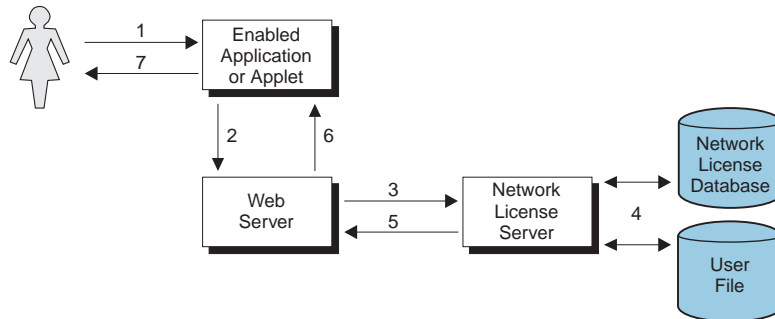 1
Enabled
Application
or Applet
7
2
6
Web
Server
3
5
Network
License
Server
4
Network
License
Database
User
File